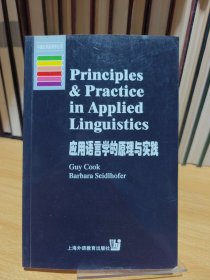 Principles
& Practice
in Applied
Linguistics
应用语言学的原理与实践
Guy Cook
Barbara Seidlhofer
上海外语教育出版社